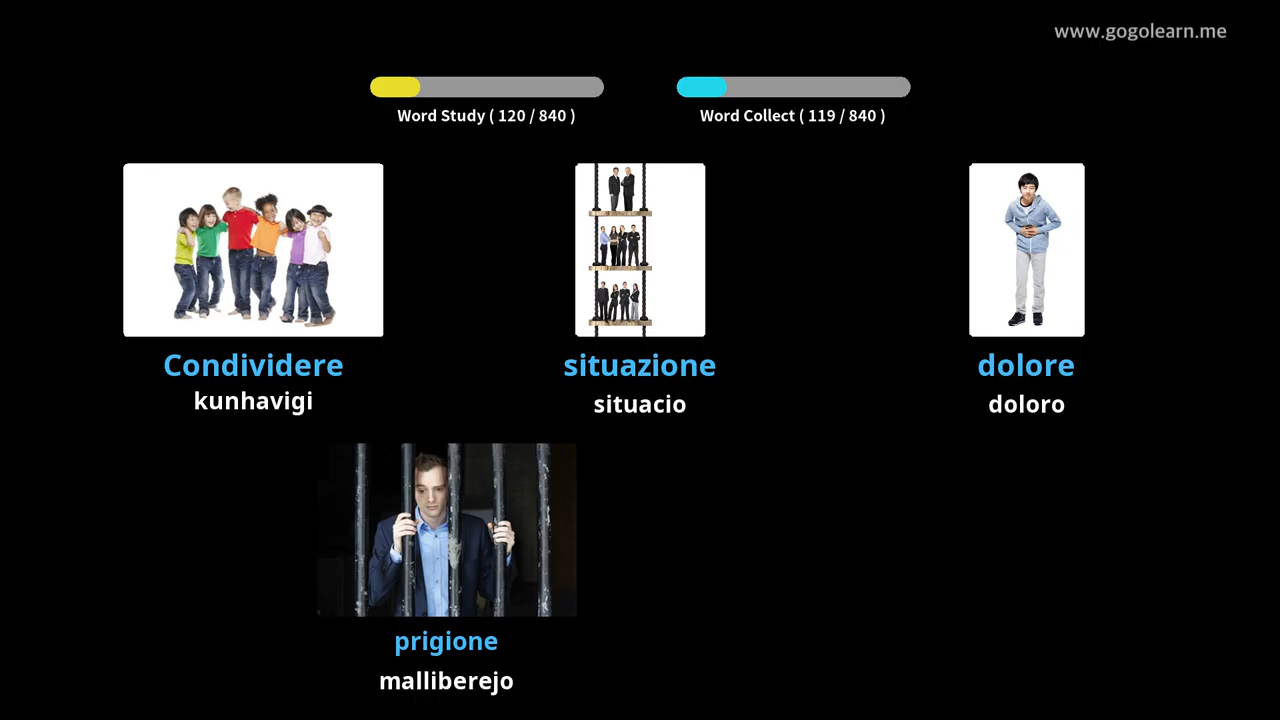 www.gogolearn.me
Word Study ( 120 / 840 )
Word Collect ( 119 / 840 )
Condividere
kunhavigi
situazione
situacio
dolore
doloro
prigione
malliberejo